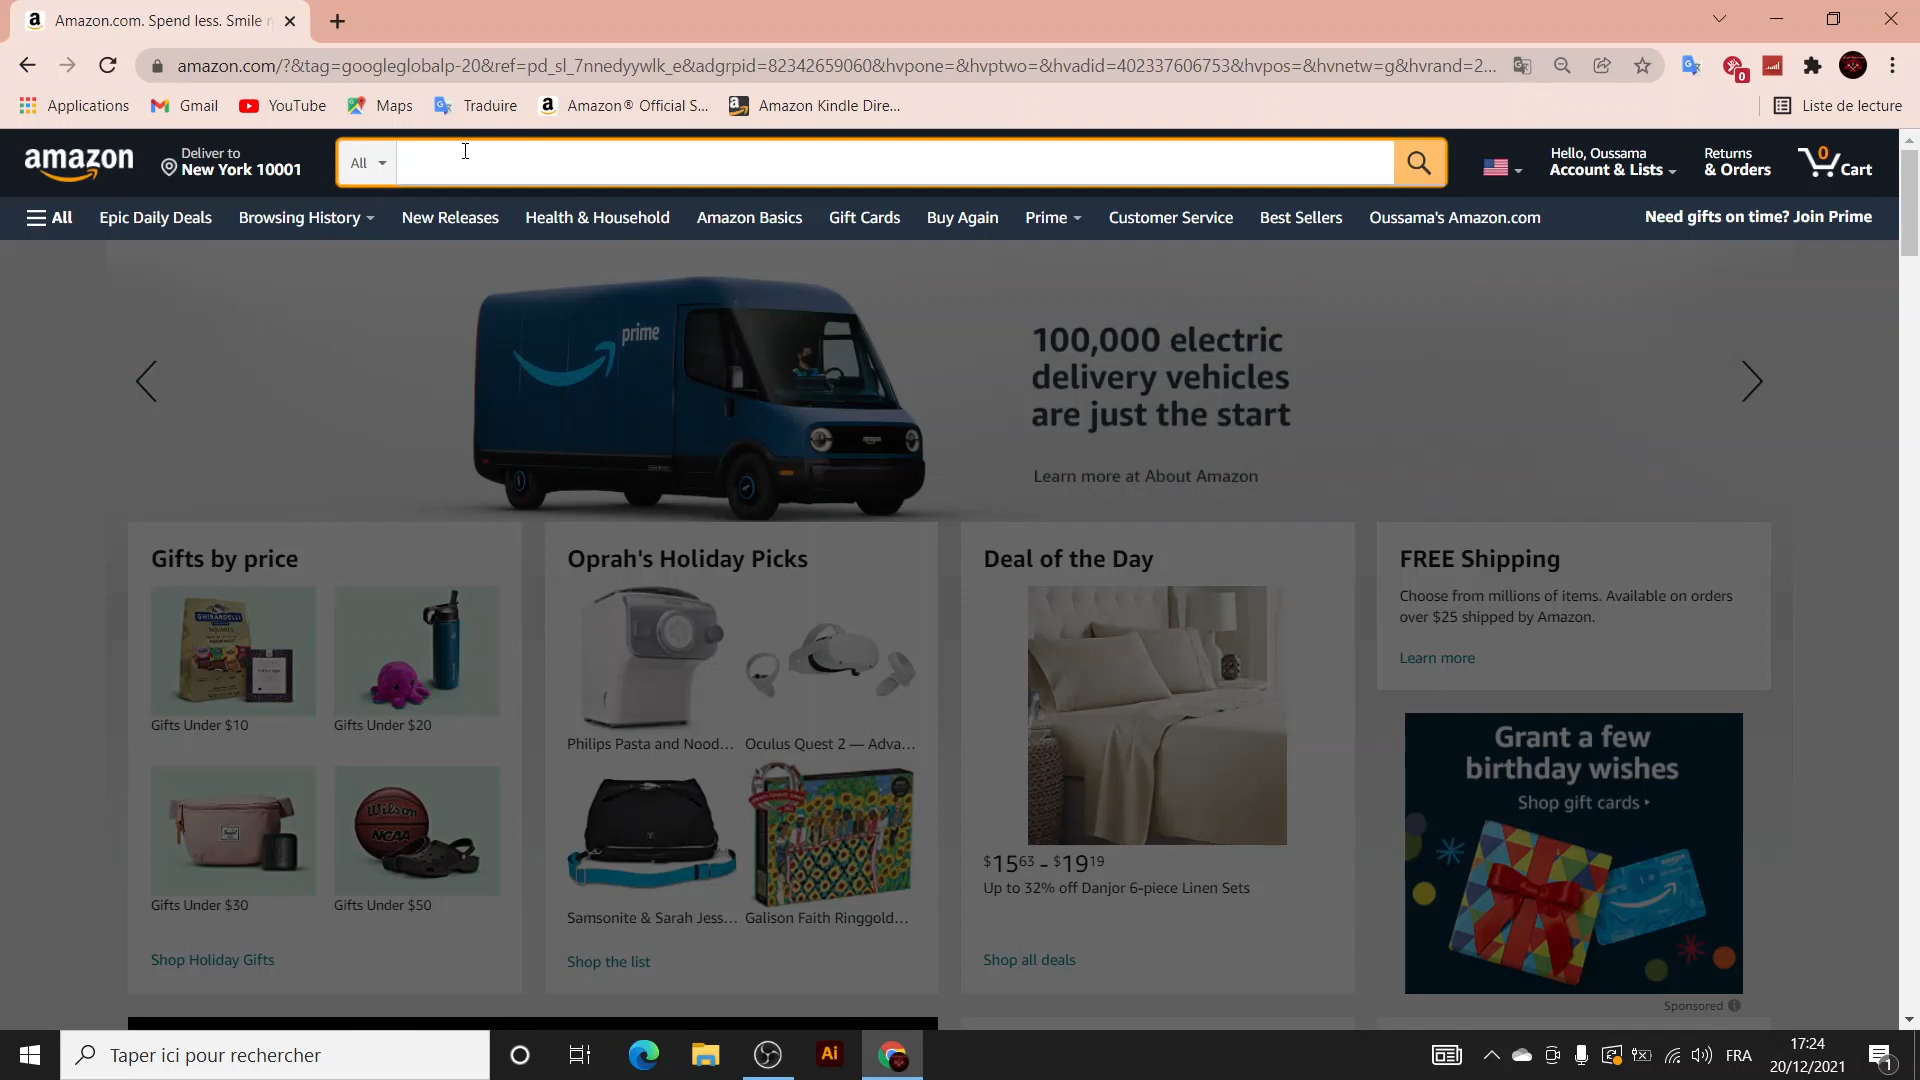 Amazon.com. Spend less. Smile
amazon.com/?&tag=googleglobalp-20&ref=pd_sl_7nnedyywlk_e&adgrpid=82342659060&hvpone=&hvptwo=&hvadid=402337606753&hvpos=&hvnetw=g&hvrand=2...
0
Applications Gmail YouTube Maps Traduire Amazon® Official S... Amazon Kindle Dire... Liste de lecture
amazon
Deliver to
New York 10001
All
Hello, Oussama
Account & Lists
Returns
& Orders
0
Cart
All Epic Daily Deals Browsing History New Releases Health & Household Amazon Basics Gift Cards Buy Again Prime Customer Service Best Sellers Oussama's Amazon.com Need gifts on time? Join Prime
prime
amazon
100,000 electric
delivery vehicles
are just the start
Learn more at About Amazon
Gifts by price
GHIRARDELLI
SQUARES
Gifts Under $10
Gifts Under $20
Wilson
NCAA
Gifts Under $30
Gifts Under $50
Shop Holiday Gifts
Oprah's Holiday Picks
Philips Pasta and Nood...
Oculus Quest 2 — Adva...
Samsonite & Sarah Jess...
Galison Faith Ringgold...
Shop the list
Deal of the Day
$15 63 - $19 19
Up to 32% off Danjor 6-piece Linen Sets
Shop all deals
FREE Shipping
Choose from millions of items. Available on orders
over $25 shipped by Amazon.
Learn more
Grant a few
birthday wishes
Shop gift cards
Sponsored
Taper ici pour rechercher
Ai
FRA
17:24
20/12/2021
1